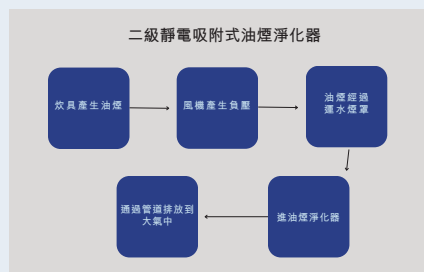 二級靜電吸附式油煙淨化器
炊具產生油煙
風機產生負壓
油煙經過
運水煙罩
進油煙淨化器
通過管道排放到
大氣中